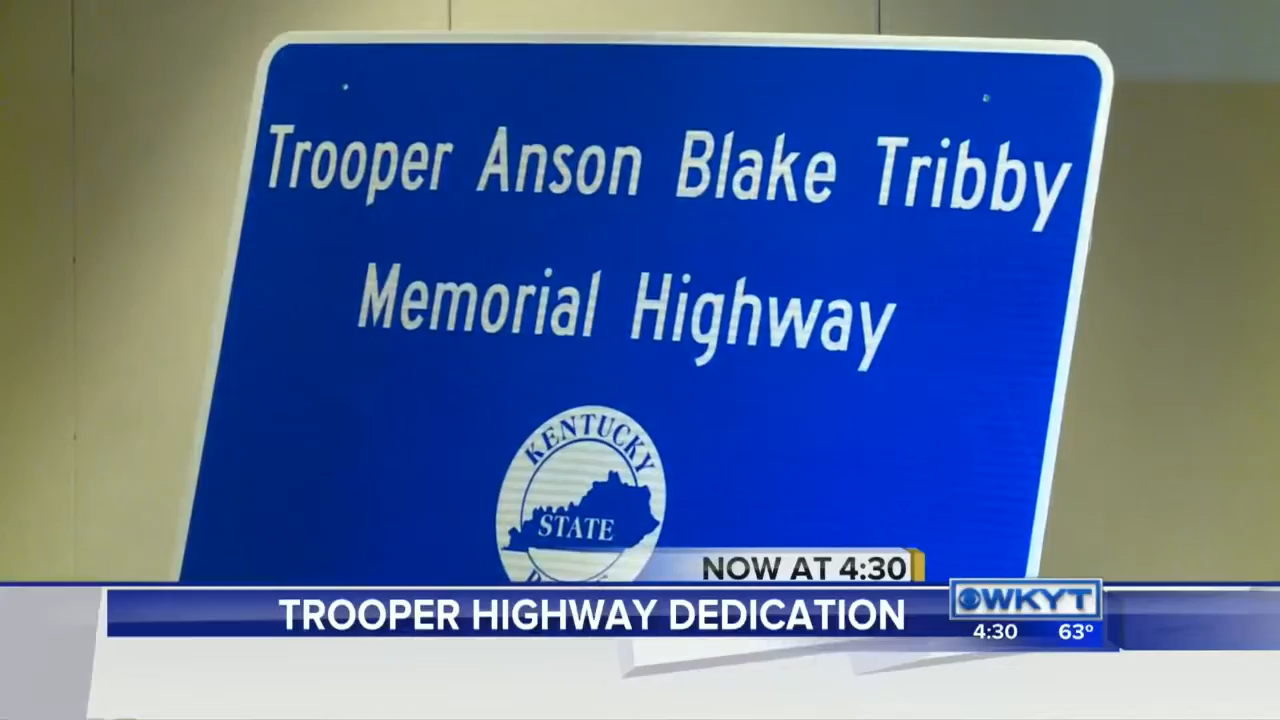 Trooper Anson Blake Tribby
Memorial Highway
KENTUCKY
STATE
NOW AT 4:30
TROOPER HIGHWAY DEDICATION
WKYT
4:30 63°